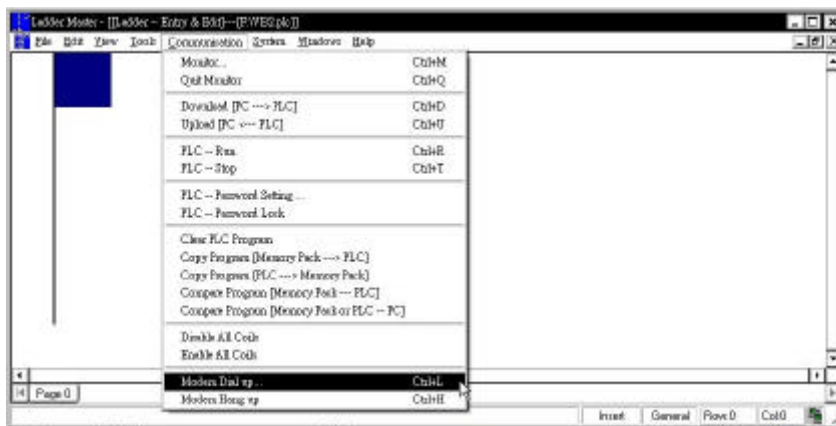 Ladder Master - [[Ladder -- Entry & Edit]---[F:\WB2.plc]]
File Edit View Tools Communication System Windows Help
Monitor... Ctrl+M
Quit Monitor Ctrl+Q
Download [PC ---> PLC] Ctrl+D
Upload [PC <--- PLC] Ctrl+U
PLC -- Run Ctrl+R
PLC -- Stop Ctrl+T
PLC -- Password Setting ...
PLC -- Password Lock
Clear PLC Program
Copy Program [Memory Pack ---> PLC]
Copy Program [PLC ---> Memory Pack]
Compare Program [Memory Pack --- PLC]
Compare Program [Memory Pack or PLC -- PC]
Disable All Coils
Enable All Coils
Modem Dial up... Ctrl+L
Modem Hang up Ctrl+H
Page 0
Insert General Row:0 Col:0